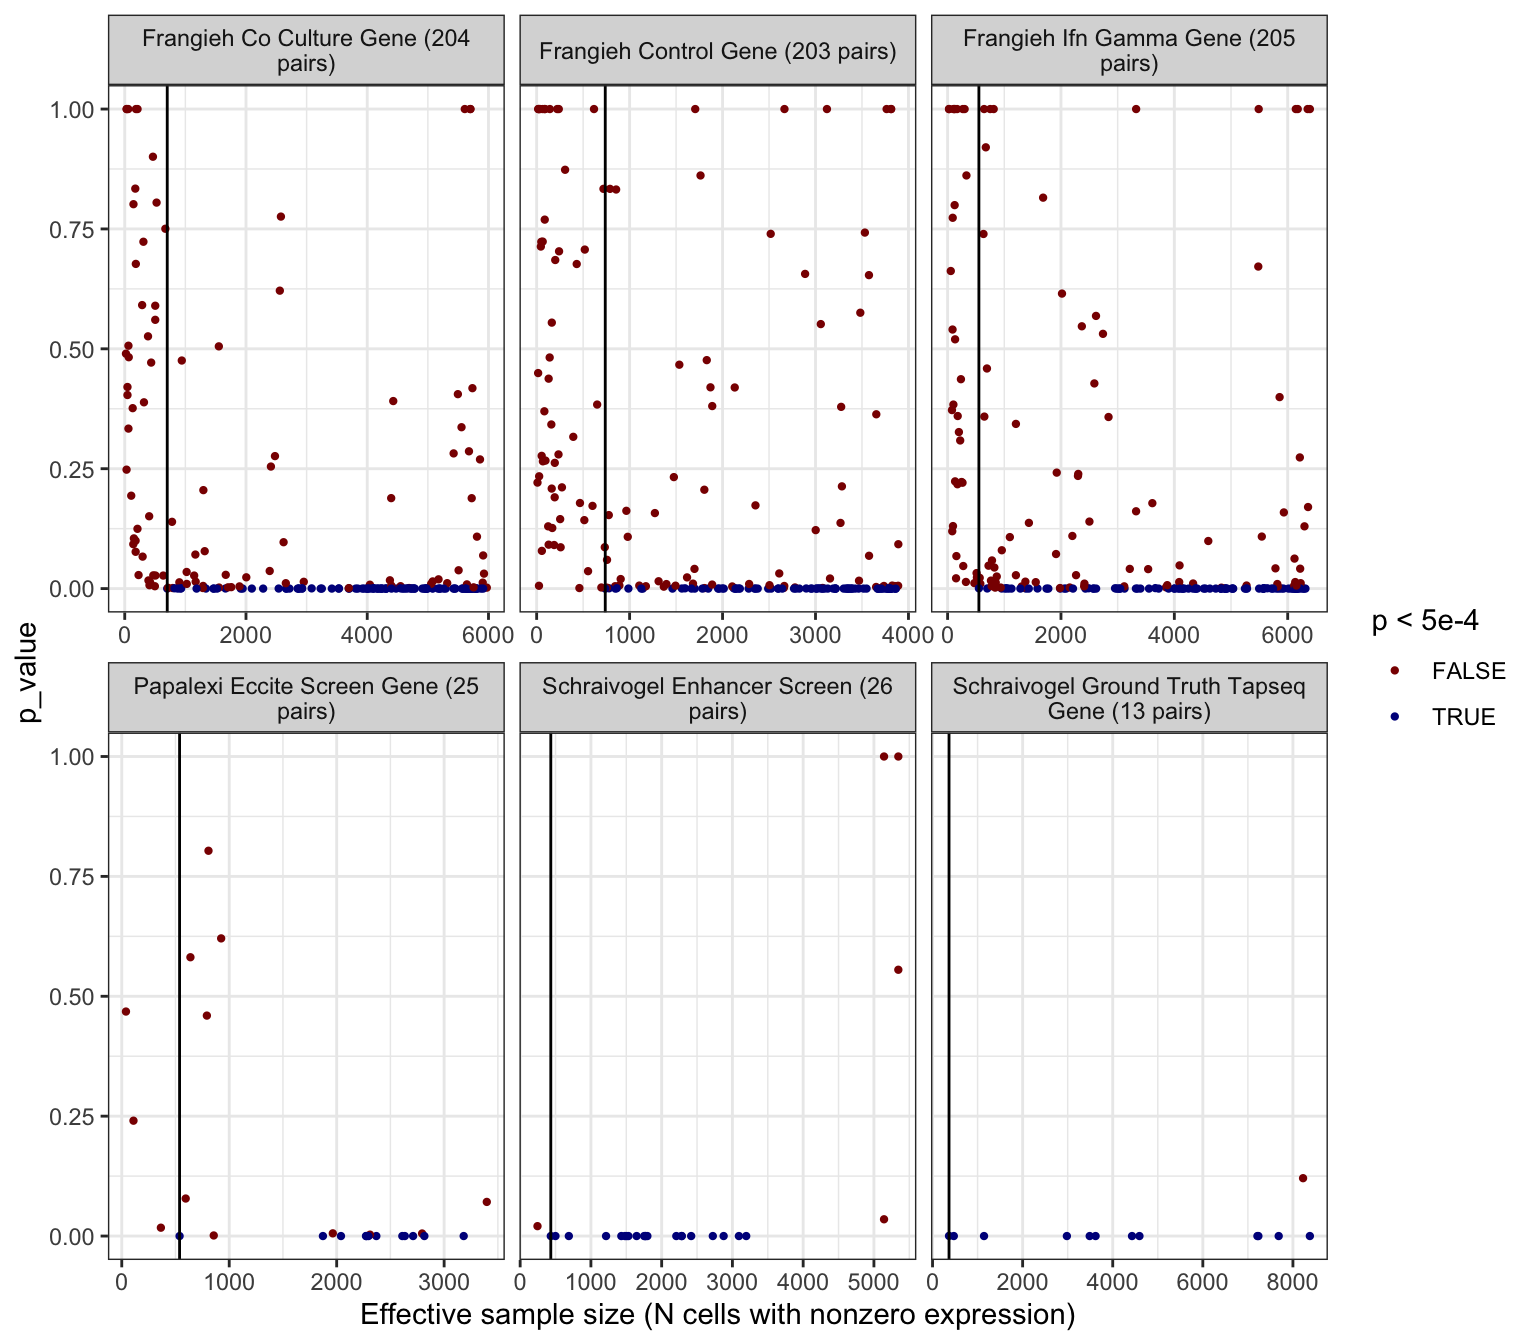 Frangieh Co Culture Gene (204
pairs)
Frangieh Control Gene (203 pairs)
Frangieh Ifn Gamma Gene (205
pairs)
1.00
0.75
0.50
0.25
0.00
0 2000 4000 6000
0 1000 2000 3000 4000
0 2000 4000 6000
Papalexi Eccite Screen Gene (25
pairs)
Schraivogel Enhancer Screen (26
pairs)
Schraivogel Ground Truth Tapseq
Gene (13 pairs)
1.00
0.75
0.50
0.25
0.00
0 1000 2000 3000
0 1000 2000 3000 4000 5000
0 2000 4000 6000 8000
p_value
Effective sample size (N cells with nonzero expression)
p < 5e-4
FALSE
TRUE